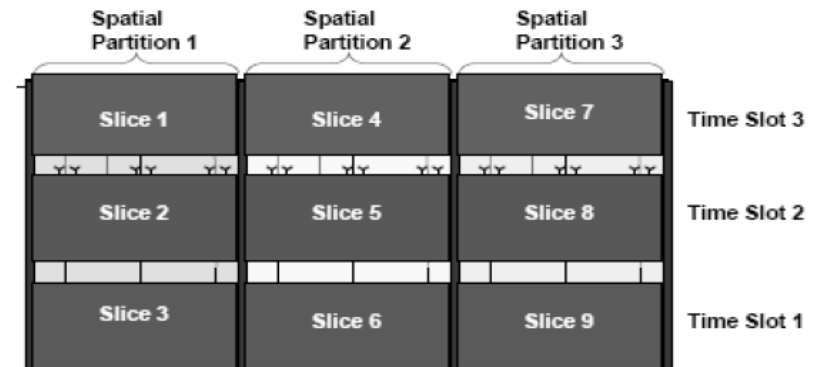 Spatial
Partition 1
Spatial
Partition 2
Spatial
Partition 3
Slice 1
Slice 4
Slice 7
Time Slot 3
Slice 2
Slice 5
Slice 8
Time Slot 2
Slice 3
Slice 6
Slice 9
Time Slot 1